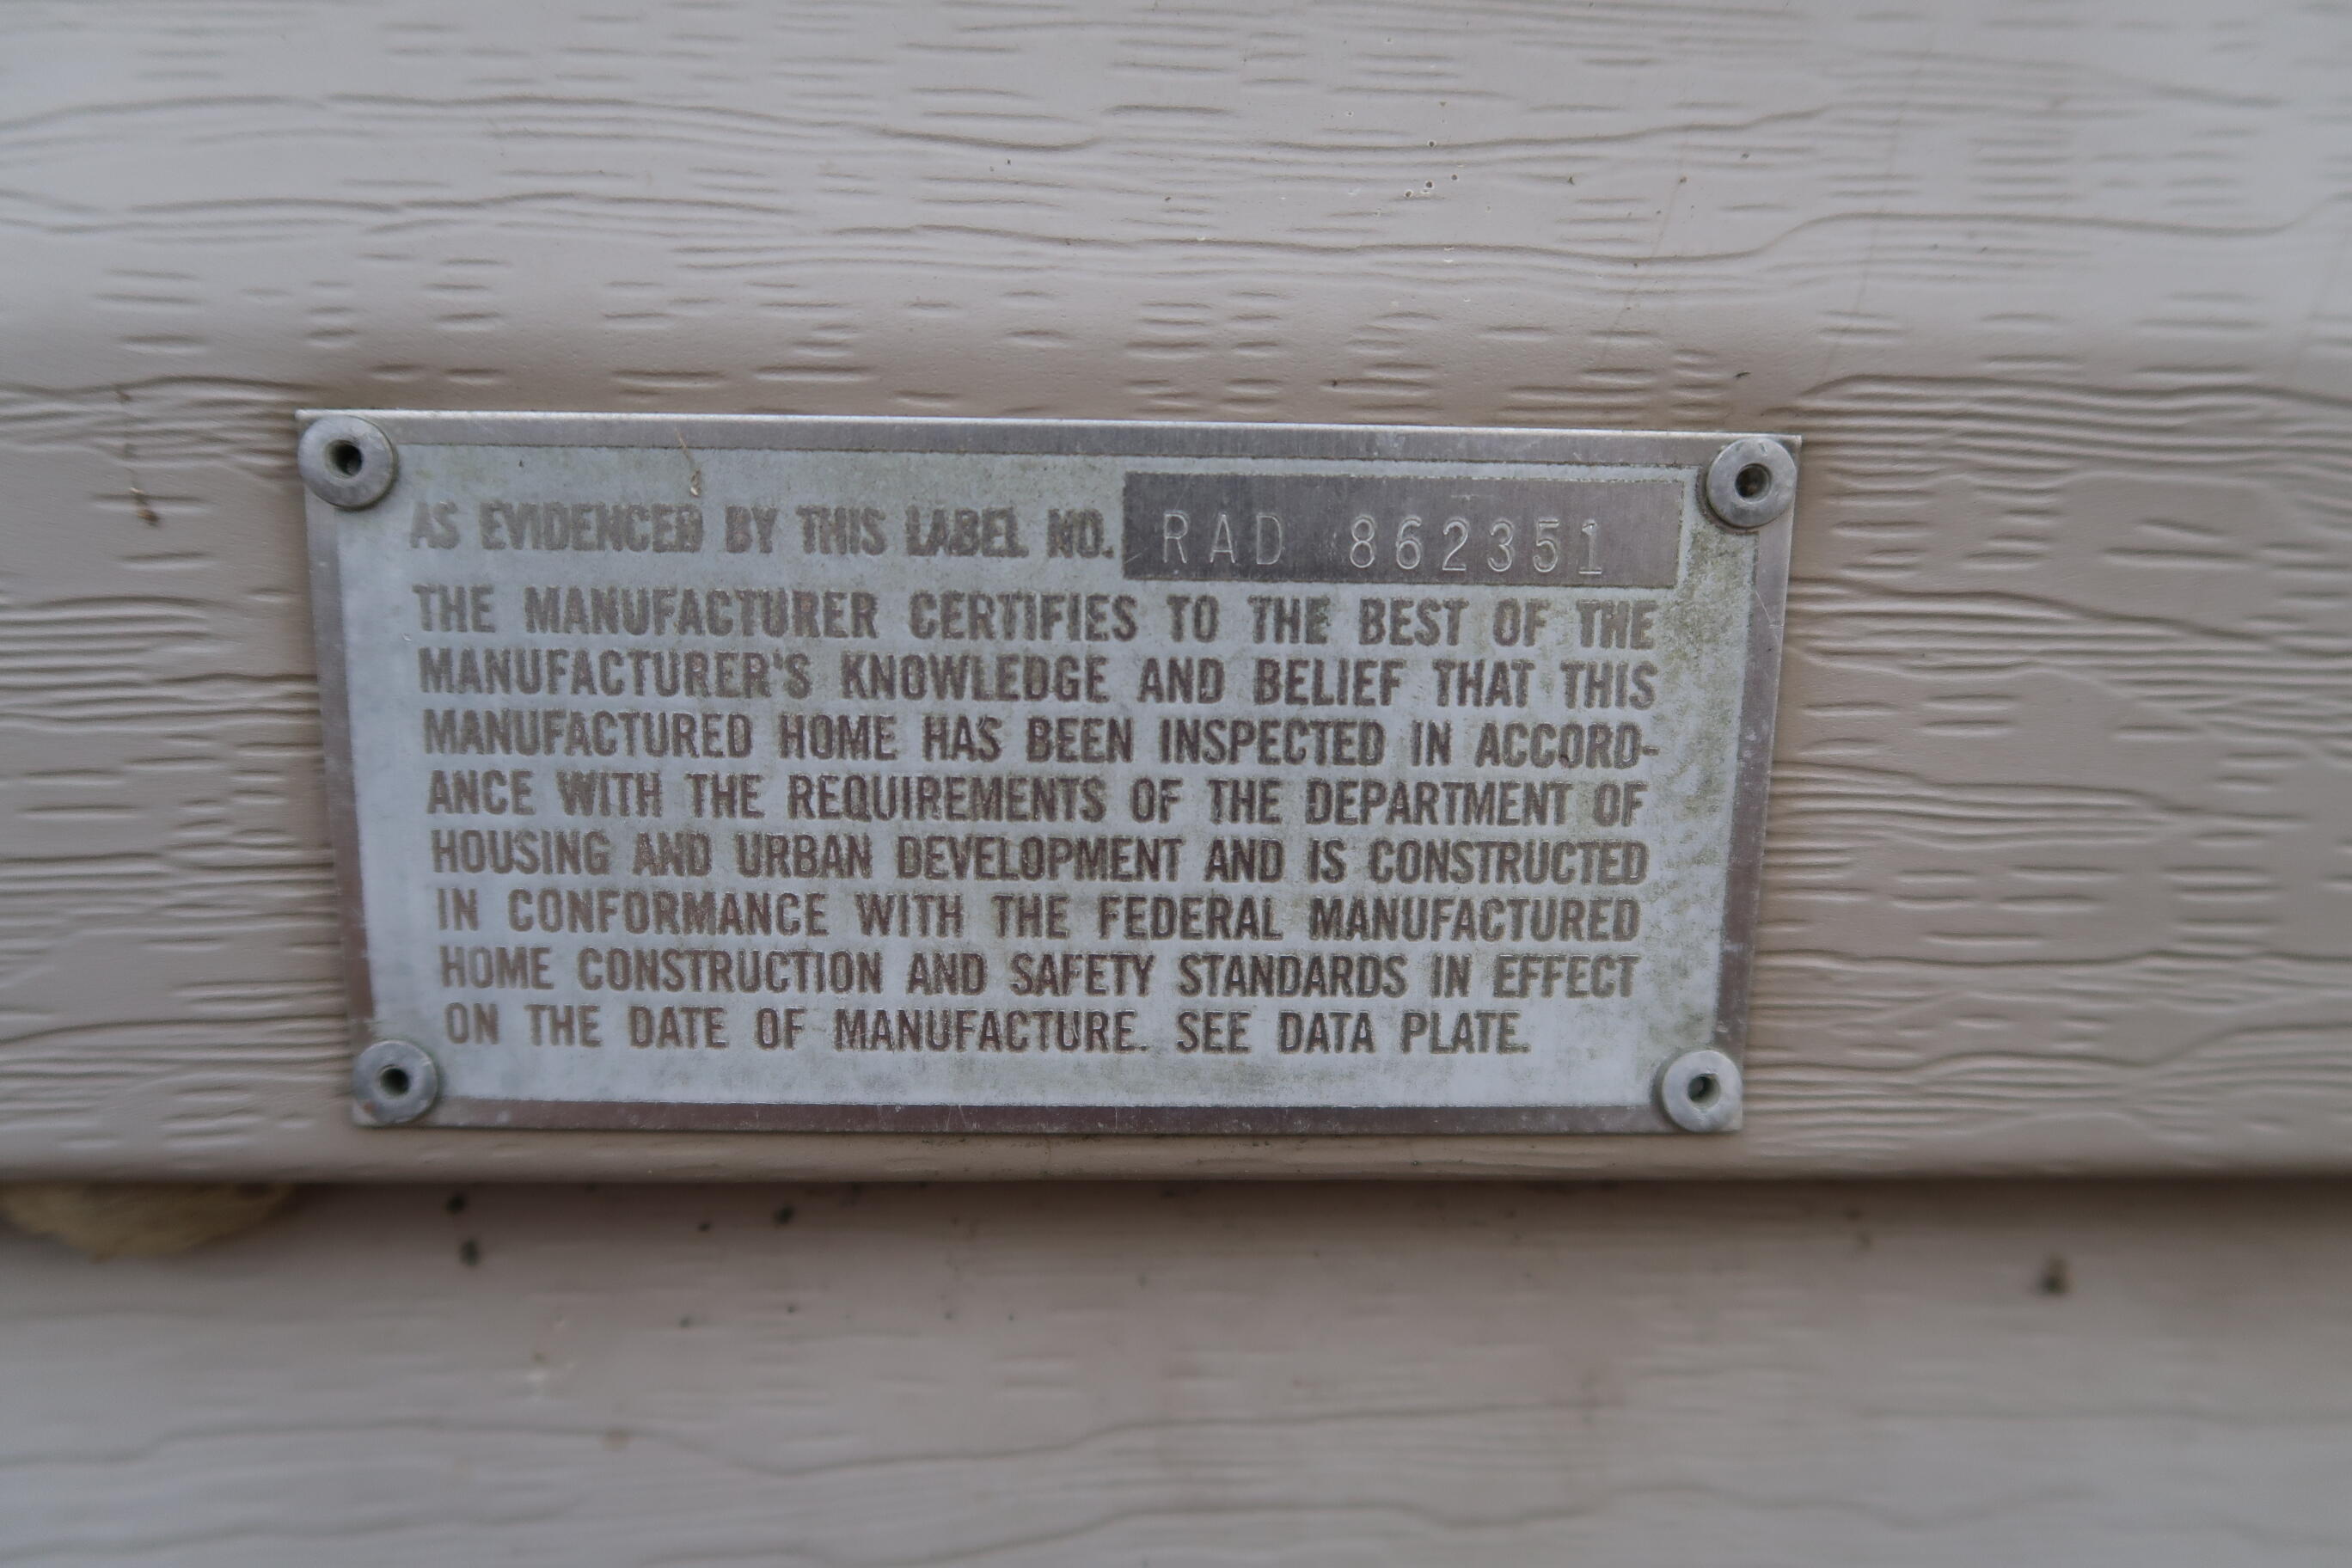 AS EVIDENCED BY THIS LABEL NO. RAD 862351
THE MANUFACTURER CERTIFIES TO THE BEST OF THE
MANUFACTURER'S KNOWLEDGE AND BELIEF THAT THIS
MANUFACTURED HOME HAS BEEN INSPECTED IN ACCORD-
ANCE WITH THE REQUIREMENTS OF THE DEPARTMENT OF
HOUSING AND URBAN DEVELOPMENT AND IS CONSTRUCTED
IN CONFORMANCE WITH THE FEDERAL MANUFACTURED
HOME CONSTRUCTION AND SAFETY STANDARDS IN EFFECT
ON THE DATE OF MANUFACTURE. SEE DATA PLATE.